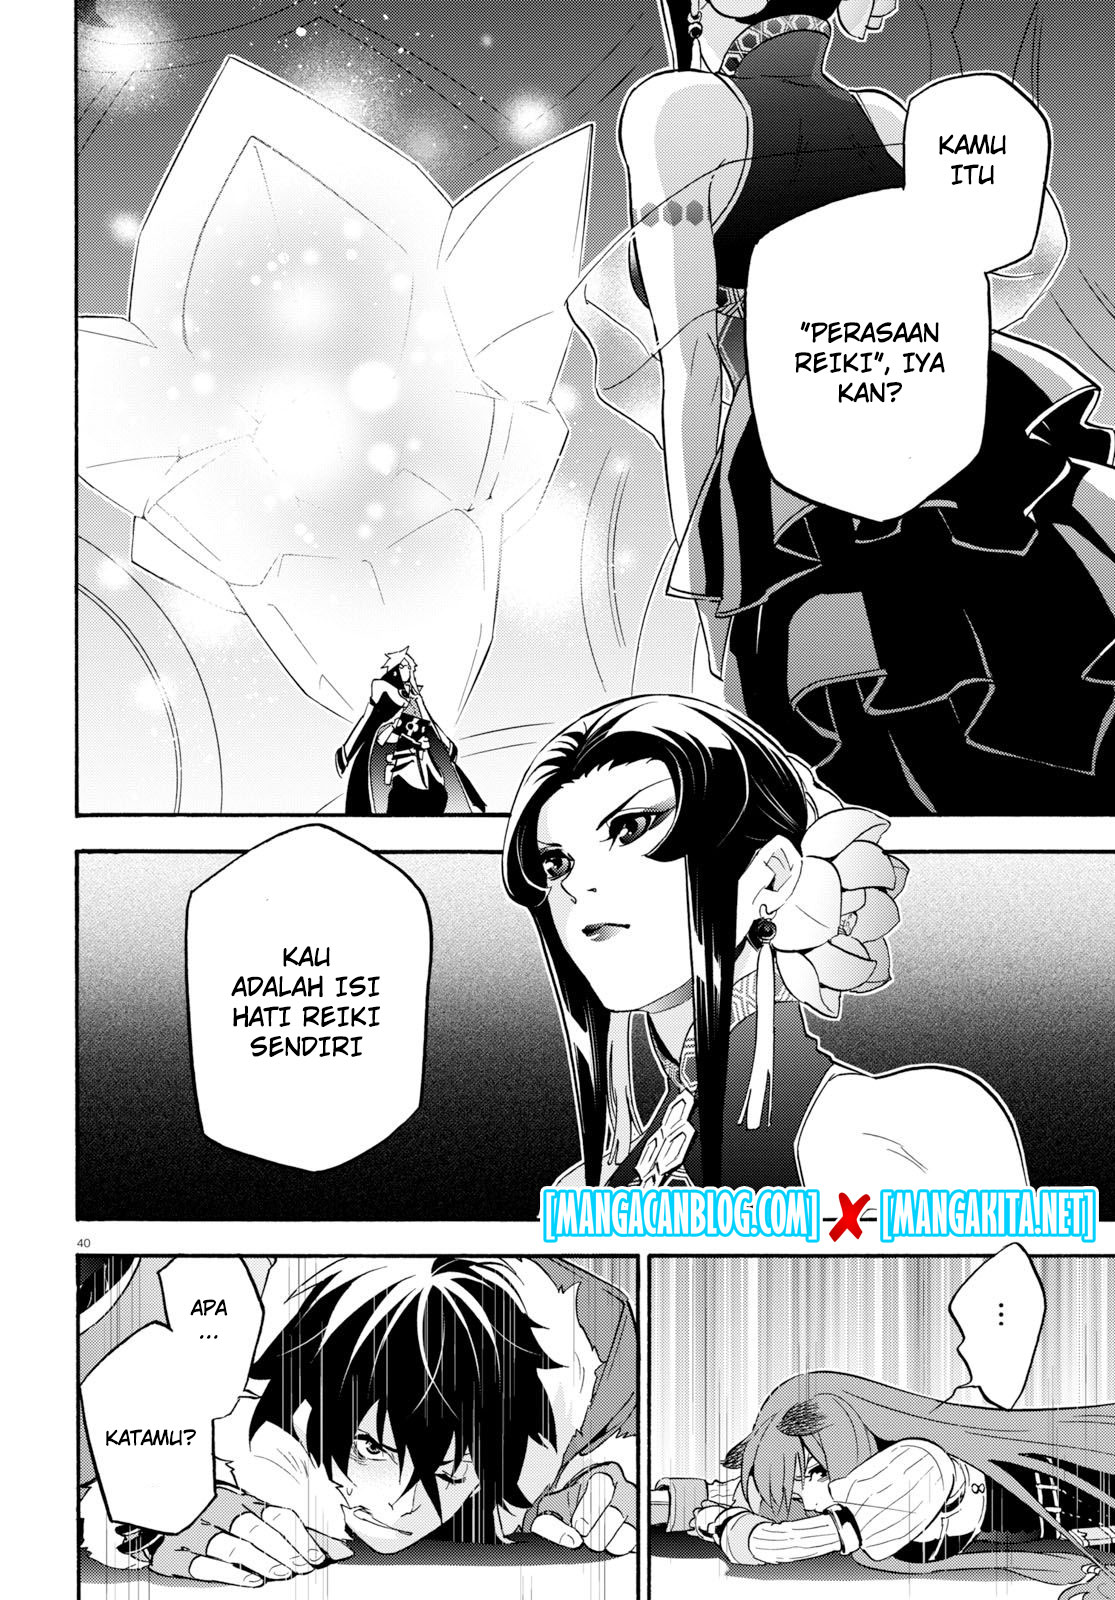 KAMU
ITU
"PERASAAN
REIKI", IYA
KAN?
KAU
ADALAH ISI
HATI REIKI
SENDIRI
[MANGACANBLOG.COM] X [MANGAKITA.NET]
40
...
APA
...
KATAMU?